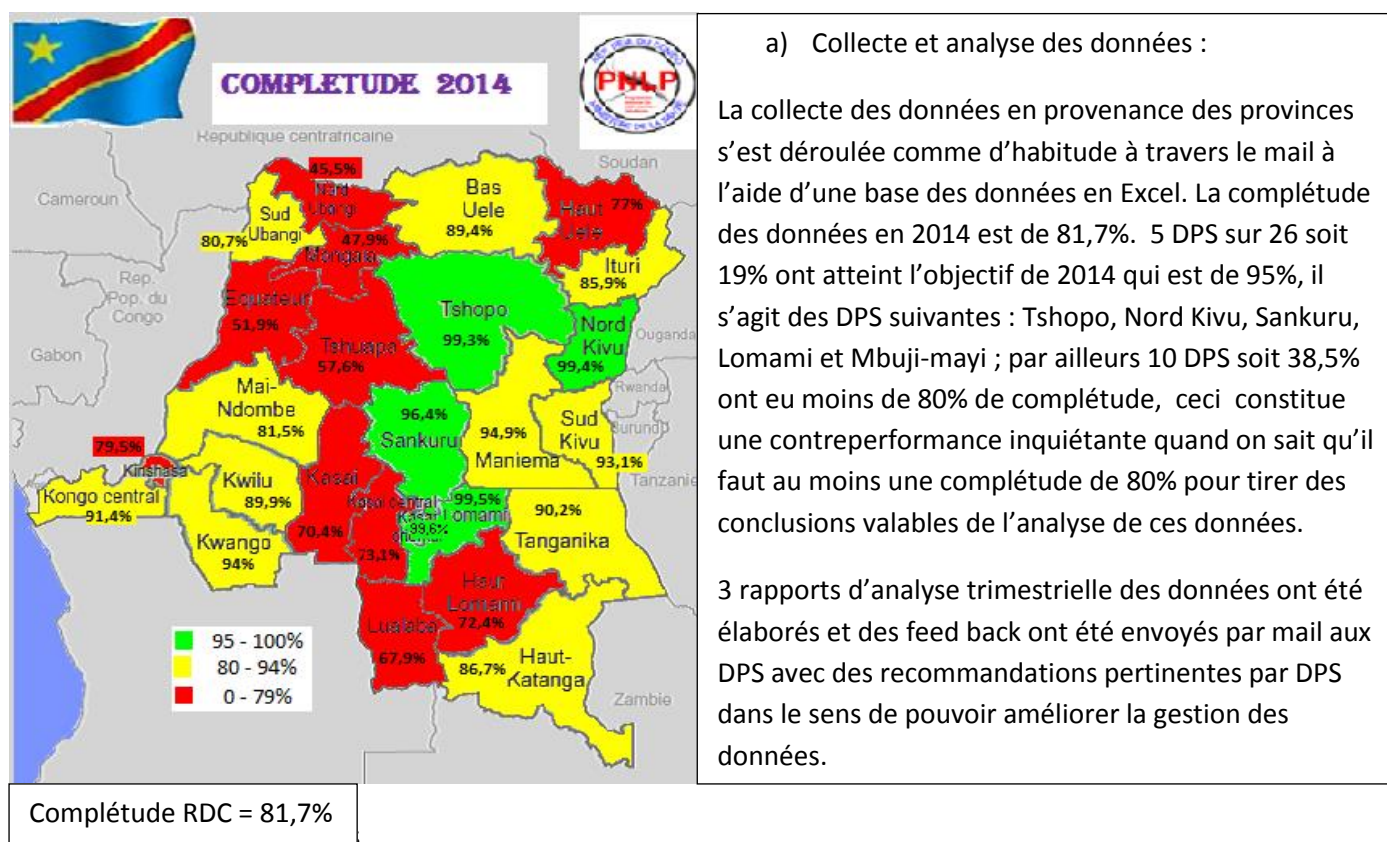 COMPLETUDE 2014
PNLP
Republique centrafricaine
Soudan
Cameroun
45,5%
Nord
Ubangi
Bas
Uele
89,4%
Haut
Uele
77%
Sud
Ubangi
80,7%
47,9%
Mongala
Ituri
85,9%
Rep.
Pop. du
Congo
Equateur
51,9%
Tshopo
99,3%
Nord
Kivu
99,4%
Ouganda
Gabon
Tshuapa
57,6%
Rwanda
Mai-
Ndombe
81,5%
96,4%
Sankuru
94,9%
Maniema
Sud
Kivu
93,1%
Burundi
79,5%
Kinshasa
Tanzanie
Kongo central
91,4%
Kwilu
89,9%
Kasai
70,4%
Kasai central
73,1%
99,6%
99,5%
Lomami
90,2%
Tanganika
Kwango
94%
Haut
Lomami
72,4%
Lualaba
67,9%
86,7%
Haut-
Katanga
Zambie
95 - 100%
80 - 94%
0 - 79%
Complétude RDC = 81,7%
a) Collecte et analyse des données :
La collecte des données en provenance des provinces
s’est déroulée comme d’habitude à travers le mail à
l’aide d’une base des données en Excel. La complétude
des données en 2014 est de 81,7%. 5 DPS sur 26 soit
19% ont atteint l’objectif de 2014 qui est de 95%, il
s’agit des DPS suivantes : Tshopo, Nord Kivu, Sankuru,
Lomami et Mbuji-mayi ; par ailleurs 10 DPS soit 38,5%
ont eu moins de 80% de complétude, ceci constitue
une contreperformance inquiétante quand on sait qu’il
faut au moins une complétude de 80% pour tirer des
conclusions valables de l’analyse de ces données.
3 rapports d’analyse trimestrielle des données ont été
élaborés et des feed back ont été envoyés par mail aux
DPS avec des recommandations pertinentes par DPS
dans le sens de pouvoir améliorer la gestion des
données.